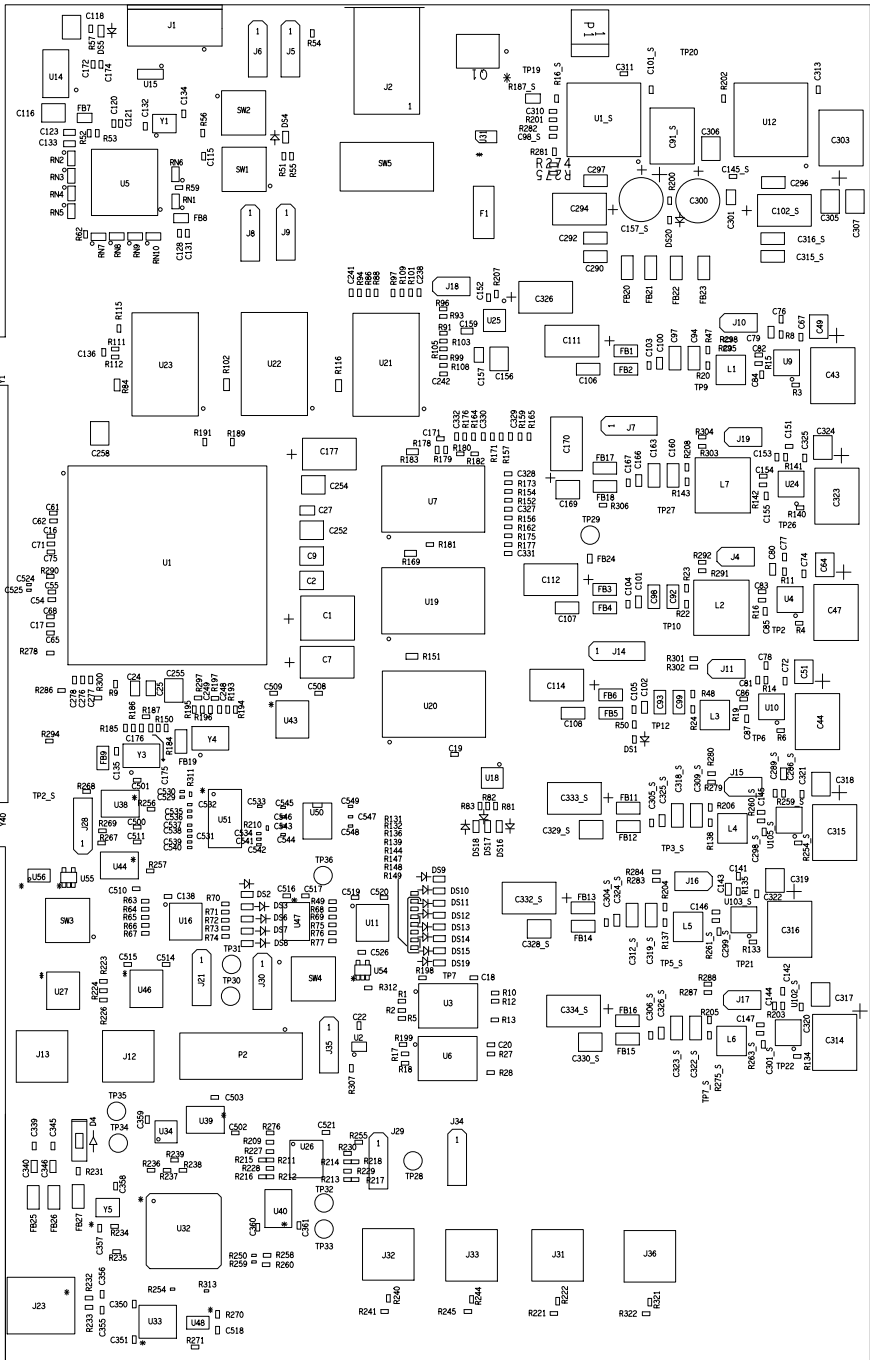 C118
R57
DS5
J1
J6
J5
R54
J2
Q1
P1
TP19
R187_S
R16_S
C311
C101_S
TP20
R202
C313
U14
C172
C174
U15
C116
FB7
C120
C121
C132
Y1
C134
SW2
DS4
J31
C310
R201
R282
C98_S
R281
U1_S
C91_S
C306
U12
C303
C123
C133
R52
R53
R56
RN2
RN3
RN4
RN5
U5
RN6
R59
RN1
FB8
C115
SW1
R51
R55
SW5
F1
R274
R275
C297
C294
C292
C290
C157_S
R200
DS20
C300
C145_S
C301
C296
C102_S
C305
C307
C316_S
C315_S
R62
RN7
RN8
RN9
RN10
C128
C131
J8
J9
FB20
FB21
FB22
FB23
C241
R94
R86
R88
R97
R109
R101
C238
J18
C152
R207
C326
R96
R93
U25
R115
R111
C136
R112
R84
U23
R102
U22
R116
U21
R91
C159
R105
R103
R99
R108
C242
C157
C156
C111
C106
FB1
FB2
C103
C100
C97
C94
R47
R20
TP9
J10
R298
R295
L1
C79
C76
R8
C67
C49
C82
C84
R15
U9
R3
C43
C258
R191
R189
C177
C254
C27
C252
C9
C2
C1
C7
C171
R178
R183
R179
R180
R182
C332
R176
R164
C330
R171
R157
C329
R159
R165
C170
C169
J7
FB17
FB18
R306
C167
C166
C163
C160
TP27
R208
R143
R304
R303
J19
L7
C153
C151
C325
C324
C154
R142
C155
R141
U24
R140
TP26
C323
U7
C328
R173
R154
R152
C327
R156
R162
R175
R177
C331
R181
R169
U19
TP29
FB24
C61
C62
C16
C71
C75
R290
C524
C525
C55
C54
C68
C17
C65
R278
U1
C112
C107
FB3
FB4
C104
C101
C98
C92
TP10
R23
R22
R292
R291
J4
L2
C80
C77
C74
C64
C83
R16
C85
R11
U4
R4
TP2
C47
R151
U20
J14
R301
R302
J11
C78
C72
C51
R286
C278
C276
C277
R300
R9
C24
C25
C255
R186
R187
R185
R150
C176
R195
R297
C249
R197
C248
R193
R196
R194
C509
C508
U43
C114
C108
FB6
FB5
C105
C102
R50
DS1
C93
C99
TP12
R48
R24
L3
C81
R14
C86
R19
C87
U10
R6
TP6
C44
R294
FB9
C135
Y3
C175
R184
FB19
Y4
C19
U18
R82
R83
R81
DS18
DS17
DS16
TP2_S
R268
C501
U38
R256
J28
R269
C500
R267
C511
U44
R257
C510
R311
C530
C529
C535
C536
C537
C538
C539
C540
C532
U51
C531
C533
R210
C534
C541
C542
C545
C546
C543
C544
U50
C549
C547
C548
R131
R132
R136
R139
R144
R147
R148
R149
C333_S
C329_S
FB11
FB12
C305_S
C325_S
C318_S
C309_S
TP3_S
R280
R279
J15
R206
R138
L4
R260_S
C145
C298_S
U105_S
C289_S
C286_S
C321
C318
R259
R254_S
C315
U56
U55
SW3
R63
R64
R65
R66
R67
C138
U16
R70
R71
R72
R73
R74
DS2
DS3
DS6
DS7
DS8
C516
C517
U47
R49
R68
R69
R75
R76
R77
TP36
C519
C520
U11
C526
U54
R312
DS9
DS10
DS11
DS12
DS13
DS14
DS15
DS19
R198
TP7
C18
C332_S
C328_S
FB13
FB14
C304_S
C324_S
C312_S
C319_S
TP5_S
R284
R283
J16
R204
R137
L5
C146
R261_S
C299_S
C143
C141
R135
U103_S
C322
C319
R133
TP21
C316
U27
R223
R224
R226
C515
C514
U46
J21
TP31
TP30
J30
SW4
R1
R2
R5
U3
R10
R12
R13
C334_S
C330_S
FB16
FB15
C306_S
C326_S
C323_S
C322_S
TP7_S
R288
R287
J17
R205
R275_S
L6
C147
R263_S
C301_S
C144
R203
C142
U102_S
C320
C317
R134
TP22
C314
J13
J12
P2
J35
C22
U2
R307
R199
R17
R18
U6
C20
R27
R28
TP35
TP34
C339
C345
C340
C346
D4
R231
FB25
FB26
FB27
C359
U34
C503
U39
C502
R239
R236
R237
R238
R276
R209
R227
R215
R228
R216
R211
R212
C521
U26
R214
R213
R230
R255
R218
R229
R217
J29
TP28
J34
C358
Y5
C357
R234
R235
U32
U40
C360
C361
TP32
TP33
R250
R259
R258
R260
J32
J33
J31
J36
R240
R241
R244
R245
R222
R221
R321
R322
J23
R232
R233
C356
C355
C350
C351
R254
R313
U33
U48
R270
C518
R271